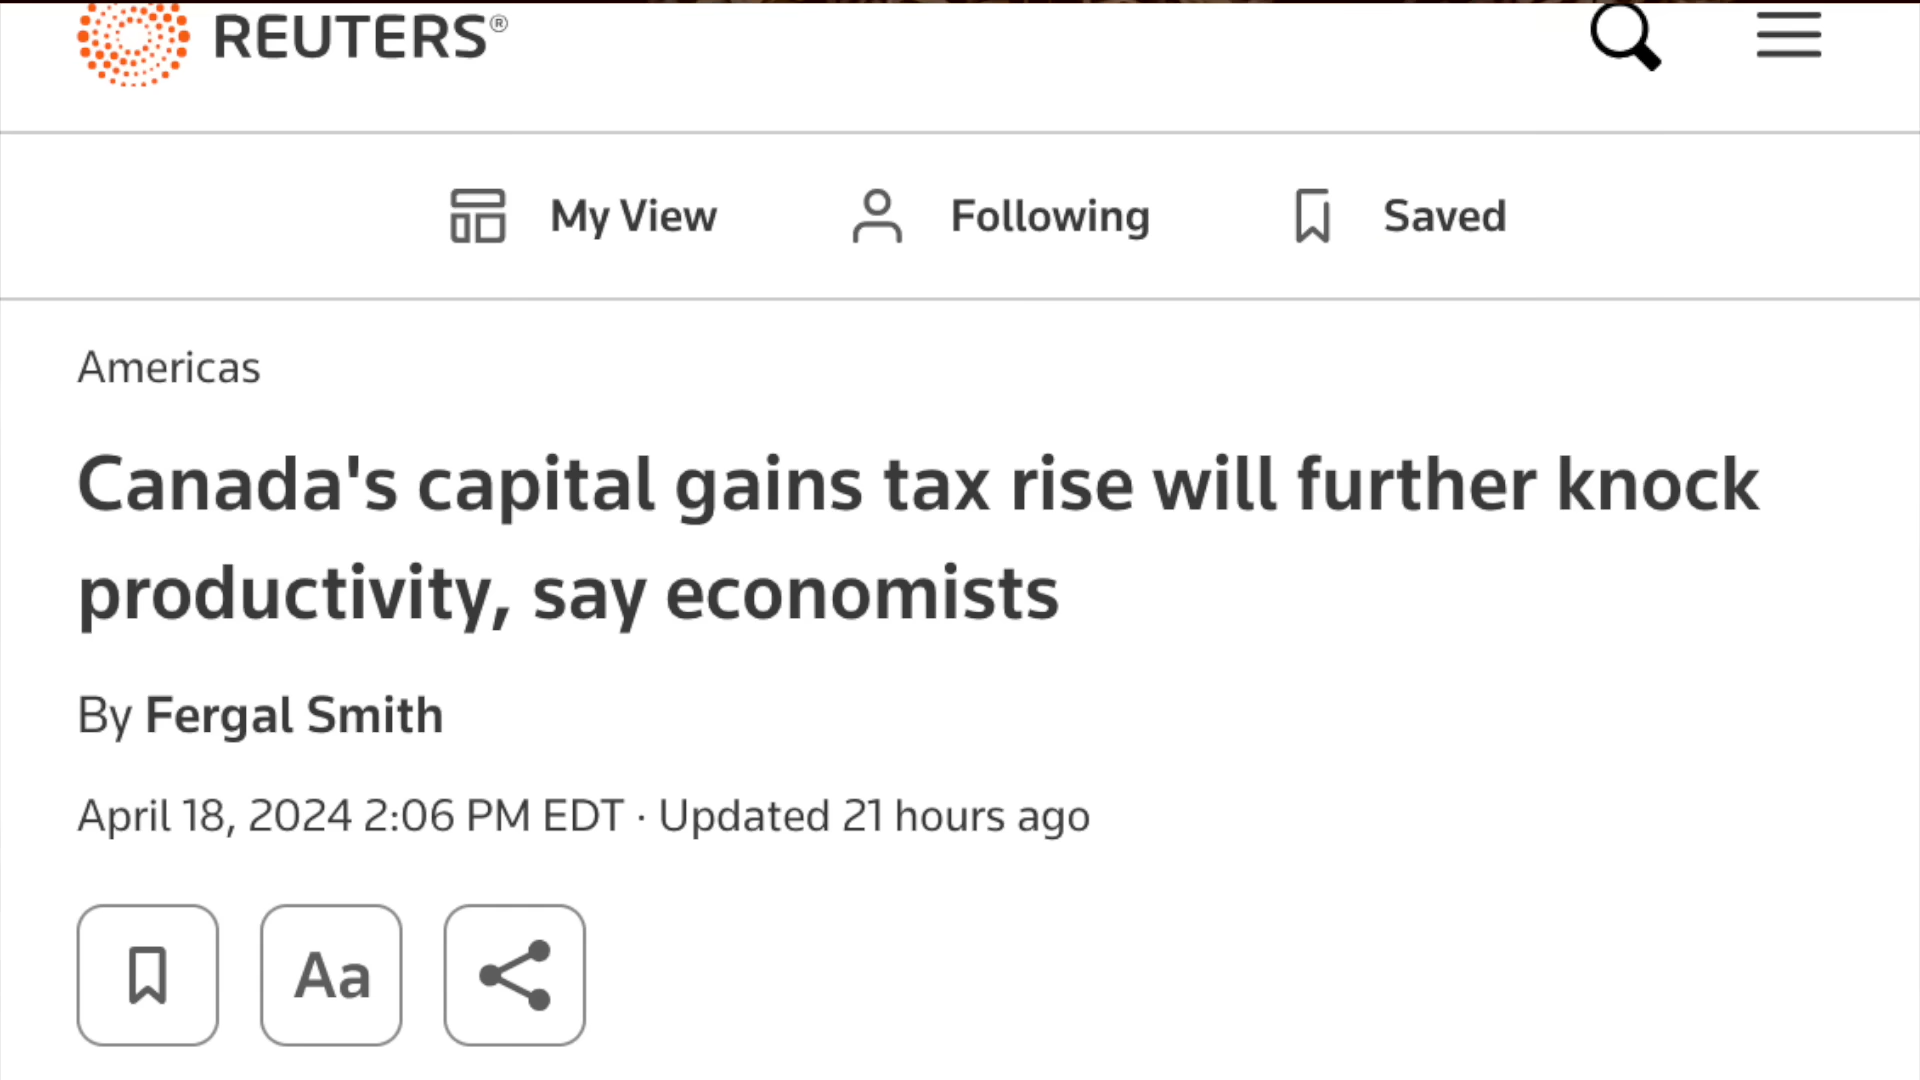 REUTERS®
My View Following Saved
Americas
Canada's capital gains tax rise will further knock
productivity, say economists
By Fergal Smith
April 18, 2024 2:06 PM EDT · Updated 21 hours ago
Aa